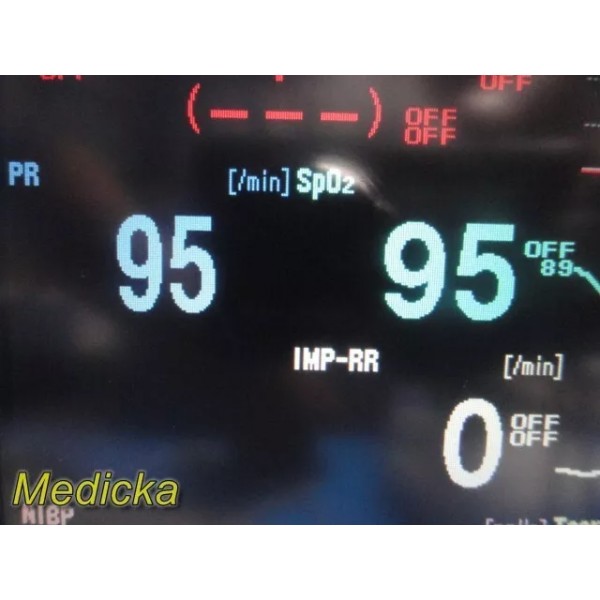 OFF
(– – –) OFF
OFF
PR [/min] SpO2
95 95 OFF
89
IMP-RR [/min]
0 OFF
OFF
Medicka
NIBP